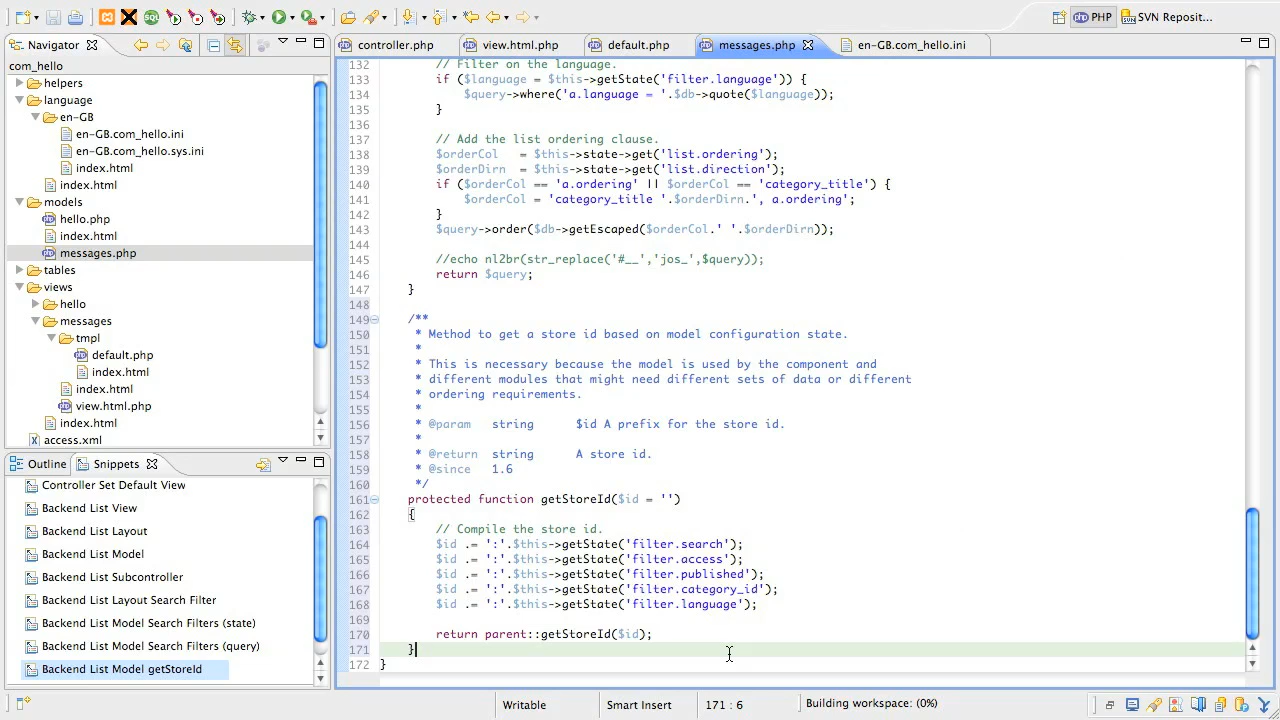 PHP
SVN Reposit...
Navigator
com_hello
helpers
language
en-GB
en-GB.com_hello.ini
en-GB.com_hello.sys.ini
index.html
index.html
models
hello.php
index.html
messages.php
tables
views
hello
messages
tmpl
default.php
index.html
index.html
view.html.php
index.html
access.xml
Outline
Snippets
Controller Set Default View
Backend List View
Backend List Layout
Backend List Model
Backend List Subcontroller
Backend List Layout Search Filter
Backend List Model Search Filters (state)
Backend List Model Search Filters (query)
Backend List Model getStoreId
controller.php
view.html.php
default.php
messages.php
en-GB.com_hello.ini
132 // Filter on the language.
133 if ($language = $this->getState('filter.language')) {
134 $query->where('a.language = '.$db->quote($language));
135 }
136
137 // Add the list ordering clause.
138 $orderCol = $this->state->get('list.ordering');
139 $orderDirn = $this->state->get('list.direction');
140 if ($orderCol == 'a.ordering' || $orderCol == 'category_title') {
141 $orderCol = 'category_title '.$orderDirn.', a.ordering';
142 }
143 $query->order($db->getEscaped($orderCol.' '.$orderDirn));
144
145 //echo nl2br(str_replace('#__','jos_',$query));
146 return $query;
147 }
148
149 /**
150 * Method to get a store id based on model configuration state.
151 *
152 * This is necessary because the model is used by the component and
153 * different modules that might need different sets of data or different
154 * ordering requirements.
155 *
156 * @param string $id A prefix for the store id.
157 *
158 * @return string A store id.
159 * @since 1.6
160 */
161 protected function getStoreId($id = '')
162 {
163 // Compile the store id.
164 $id .= ':'.$this->getState('filter.search');
165 $id .= ':'.$this->getState('filter.access');
166 $id .= ':'.$this->getState('filter.published');
167 $id .= ':'.$this->getState('filter.category_id');
168 $id .= ':'.$this->getState('filter.language');
169
170 return parent::getStoreId($id);
171 }
172 }
Writable
Smart Insert
171 : 6
Building workspace: (0%)